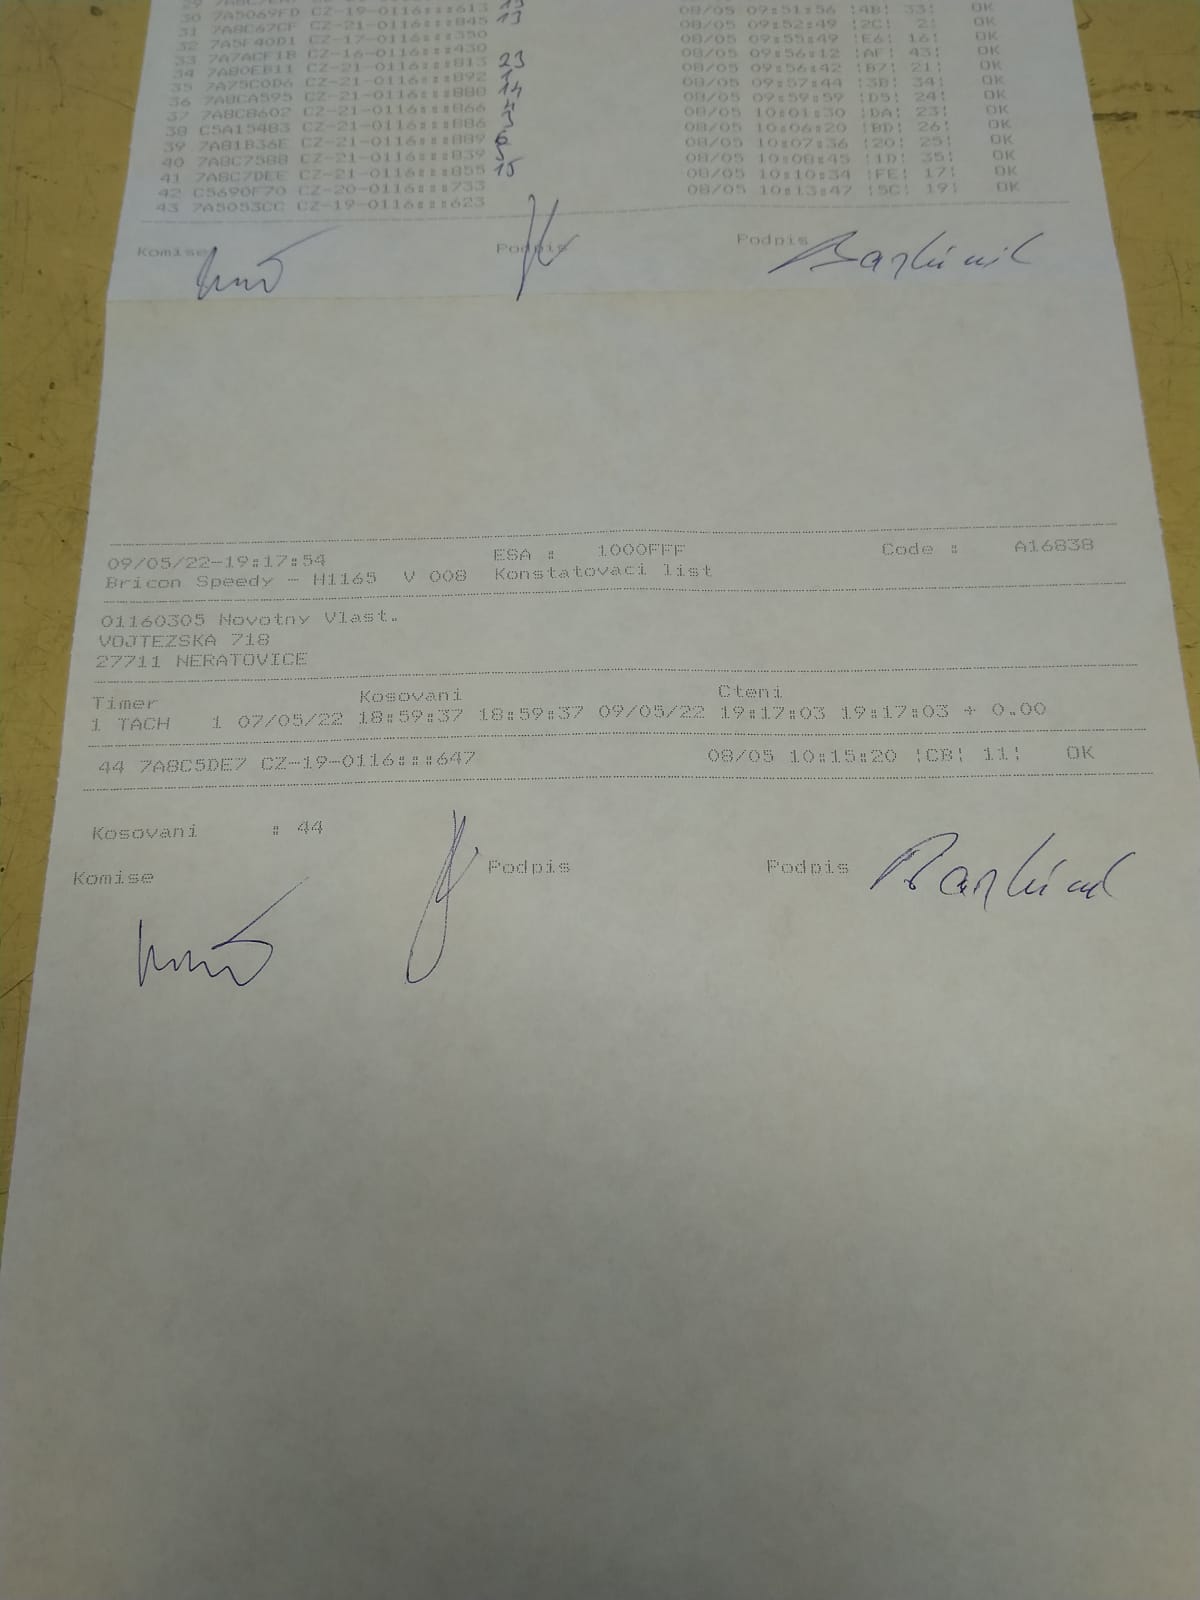 30 7A5069FD CZ-19-0116:::613 15 08/05 09:51:56 ¦4B¦ 33¦ OK
31 7A8C67CF CZ-21-0116:::845 13 08/05 09:52:49 ¦2C¦ 2¦ OK
32 7A5F40D1 CZ-17-0116:::350 08/05 09:55:49 ¦E6¦ 16¦ OK
33 7A7ACF1B CZ-16-0116:::430 08/05 09:56:12 ¦AF¦ 43¦ OK
34 7A80EB11 CZ-21-0116:::813 23 08/05 09:56:42 ¦B7¦ 21¦ OK
35 7A75C0D6 CZ-21-0116:::892 1 08/05 09:57:44 ¦3B¦ 34¦ OK
36 7A8CA595 CZ-21-0116:::880 14 08/05 09:59:59 ¦D5¦ 24¦ OK
37 7A8C8602 CZ-21-0116:::866 4 08/05 10:01:30 ¦DA¦ 23¦ OK
38 C5A15483 CZ-21-0116:::886 3 08/05 10:06:20 ¦BD¦ 26¦ OK
39 7A81B36E CZ-21-0116:::889 6 08/05 10:07:36 ¦20¦ 25¦ OK
40 7A8C75B8 CZ-21-0116:::839 5 08/05 10:08:45 ¦1D¦ 35¦ OK
41 7A8C7DEE CZ-21-0116:::855 15 08/05 10:10:34 ¦FE¦ 17¦ OK
42 C5690F70 CZ-20-0116:::733 08/05 10:13:47 ¦5C¦ 19¦ OK
43 7A5053CC CZ-19-0116:::623
Komise Podpis Podpis
09/05/22-19:17:54 ESA : 1000FFF Code : A16838
Bricon Speedy - H1165 V 008 Konstatovaci list
01160305 Novotny Vlast.
VOJTEZSKA 718
27711 NERATOVICE
Timer Kosovani Cteni
1 TACH 1 07/05/22 18:59:37 18:59:37 09/05/22 19:17:03 19:17:03 + 0.00
44 7A8C5DE7 CZ-19-0116:::647 08/05 10:15:20 ¦CB¦ 11¦ OK
Kosovani : 44
Komise Podpis Podpis